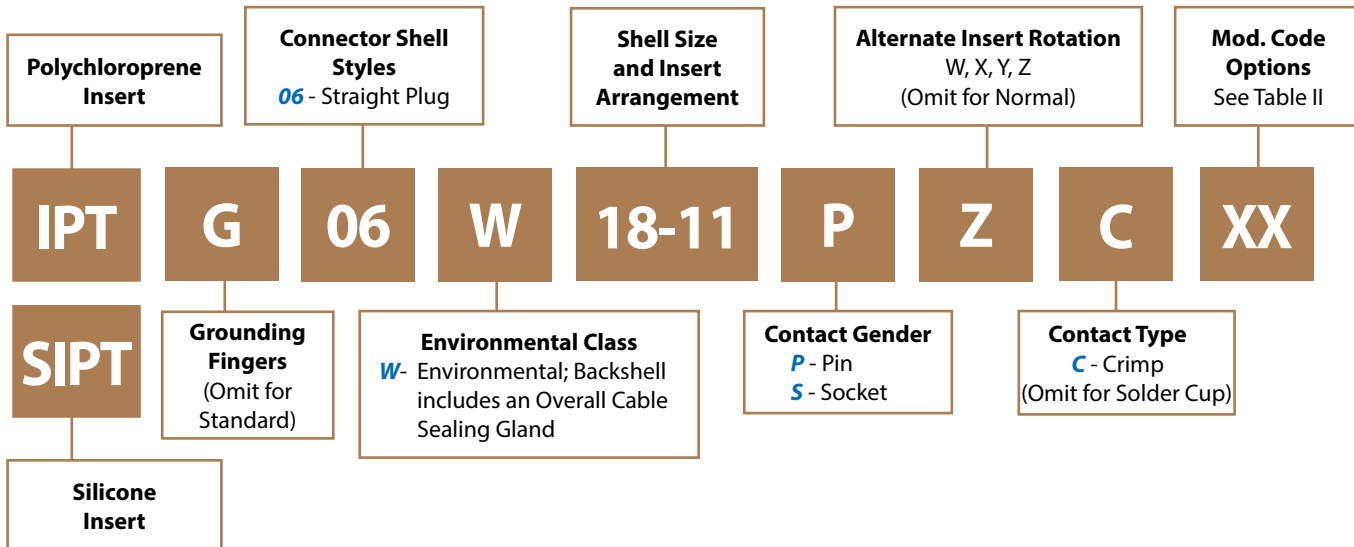 Polychloroprene
Insert
Connector Shell
Styles
06 - Straight Plug
Shell Size
and Insert
Arrangement
Alternate Insert Rotation
W, X, Y, Z
(Omit for Normal)
Mod. Code
Options
See Table II
IPT G 06 W 18-11 P Z C XX
SIPT
Grounding
Fingers
(Omit for
Standard)
Environmental Class
W- Environmental; Backshell
includes an Overall Cable
Sealing Gland
Contact Gender
P - Pin
S - Socket
Contact Type
C - Crimp
(Omit for Solder Cup)
Silicone
Insert